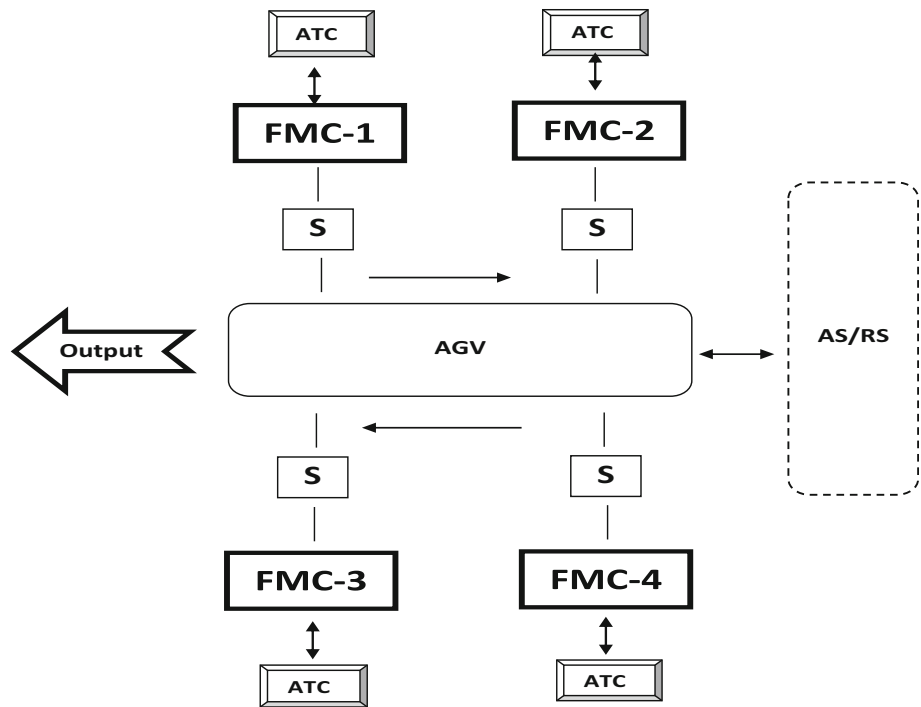 ATC
ATC
FMC-1
FMC-2
S
S
Output
AGV
AS/RS
S
S
FMC-3
FMC-4
ATC
ATC